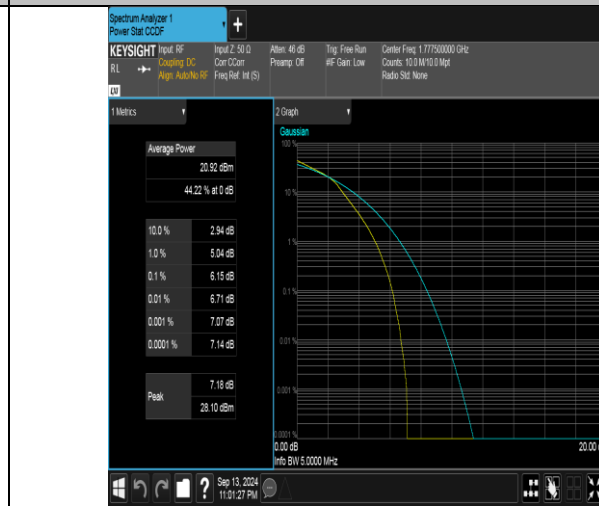 Spectrum Analyzer 1
Power Stat CCDF
+
KEYSIGHT
RL
LXI
Input: RF
Coupling: DC
Align: Auto/No RF
Input Z: 50 Ω
Corr CCorr
Freq Ref: Int (S)
Atten: 46 dB
Preamp: Off
Trig: Free Run
#IF Gain: Low
Center Freq: 1.777500000 GHz
Counts: 10.0 M/10.0 Mpt
Radio Std: None
1 Metrics
Average Power
20.92 dBm
44.22 % at 0 dB
10.0 % 2.94 dB
1.0 % 5.04 dB
0.1 % 6.15 dB
0.01 % 6.71 dB
0.001 % 7.07 dB
0.0001 % 7.14 dB
Peak
7.18 dB
28.10 dBm
2 Graph
Gaussian
100 %
10 %
1 %
0.1 %
0.01 %
0.001 %
0.0001 %
0.00 dB
20.00
Info BW 5.0000 MHz
?
Sep 13, 2024
11:01:27 PM